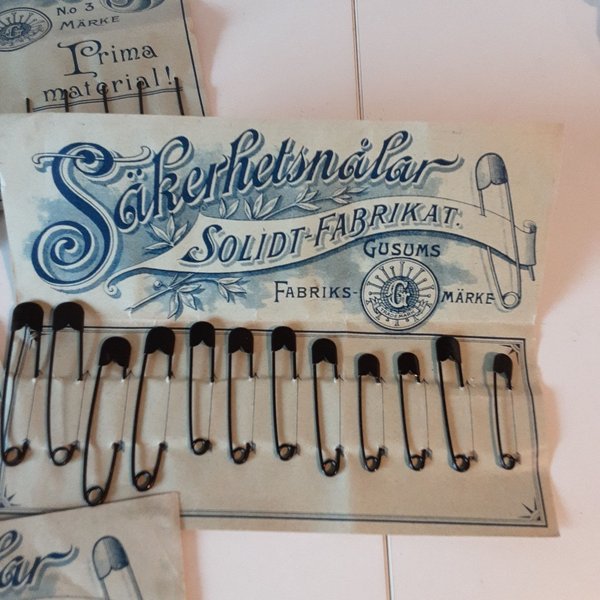 No 3
MÄRKE
Prima
material!
Säkerhetsnålar
SOLIDT-FABRIKAT.
GUSUMS
FABRIKS- G MÄRKE
lar